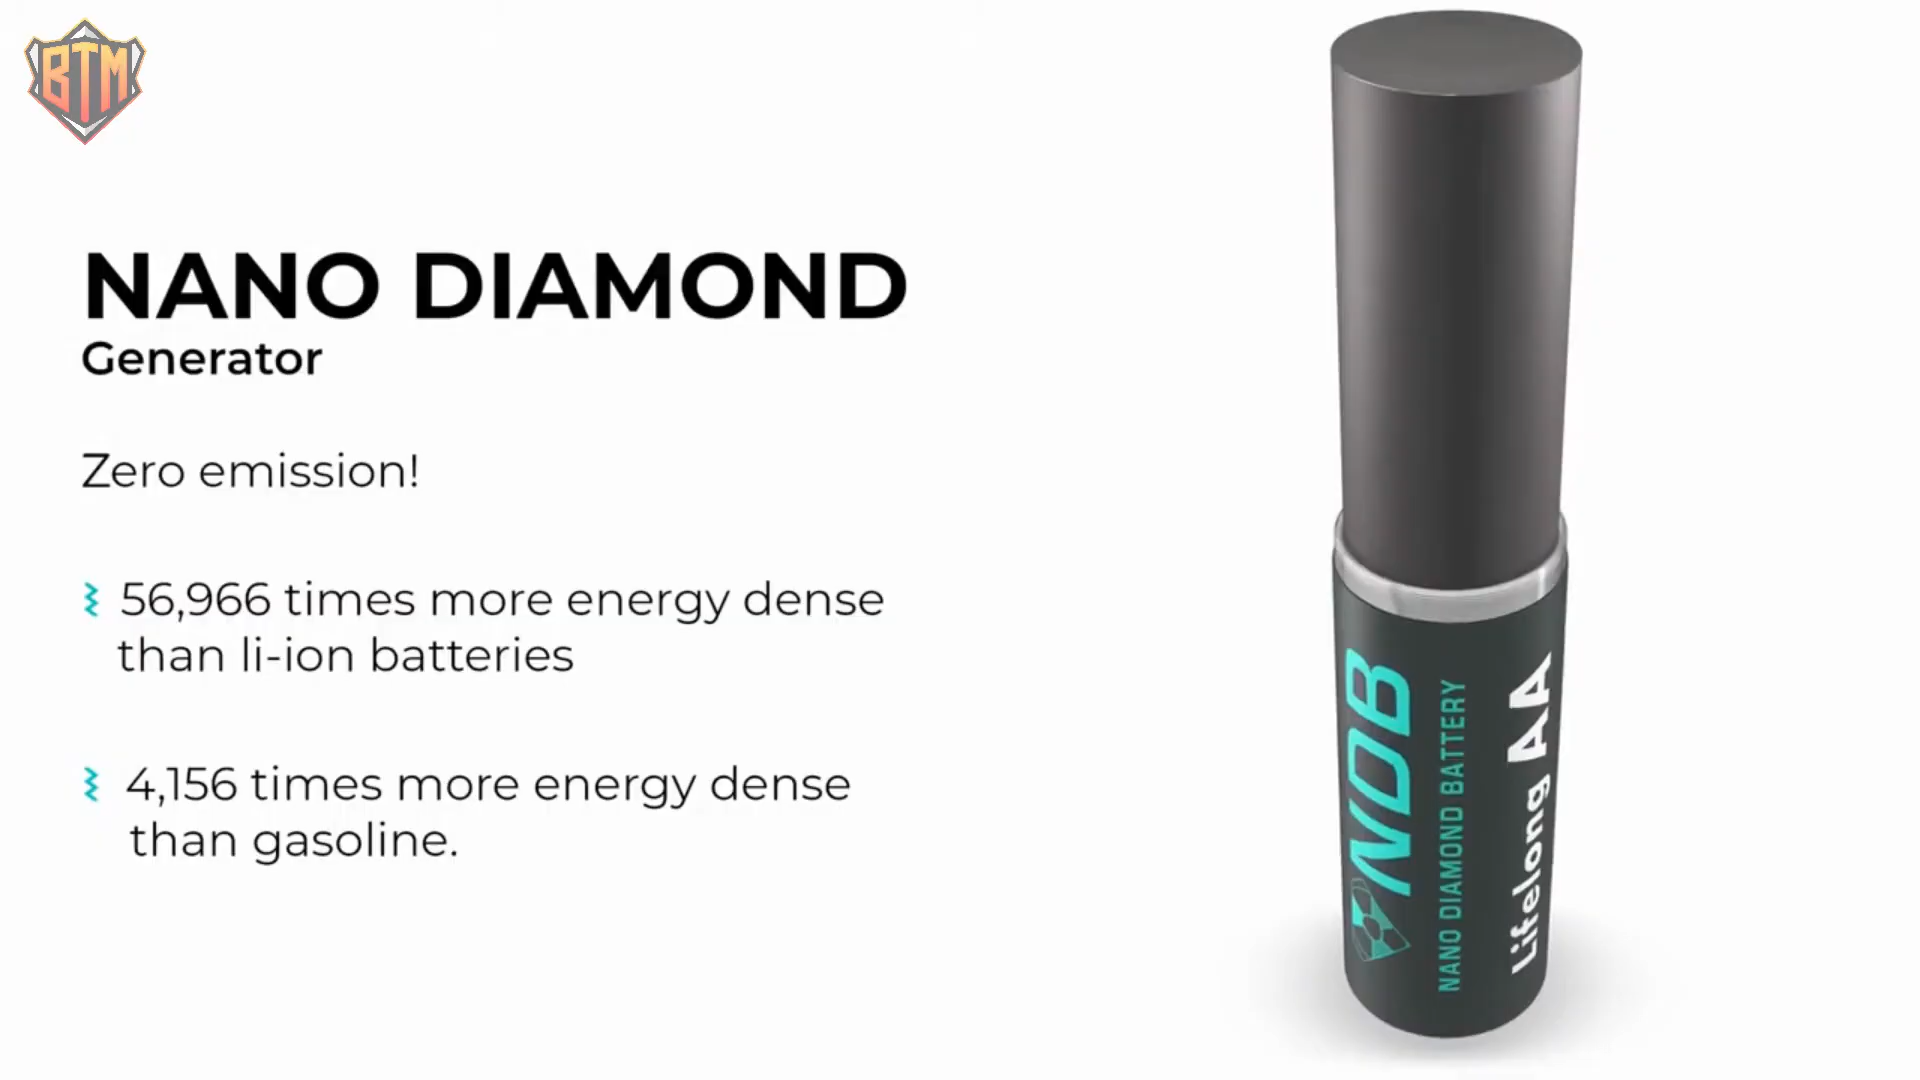 BTM
NANO DIAMOND
Generator
Zero emission!
56,966 times more energy dense
than li-ion batteries
4,156 times more energy dense
than gasoline.
NDB
NANO DIAMOND BATTERY
Lifelong AA